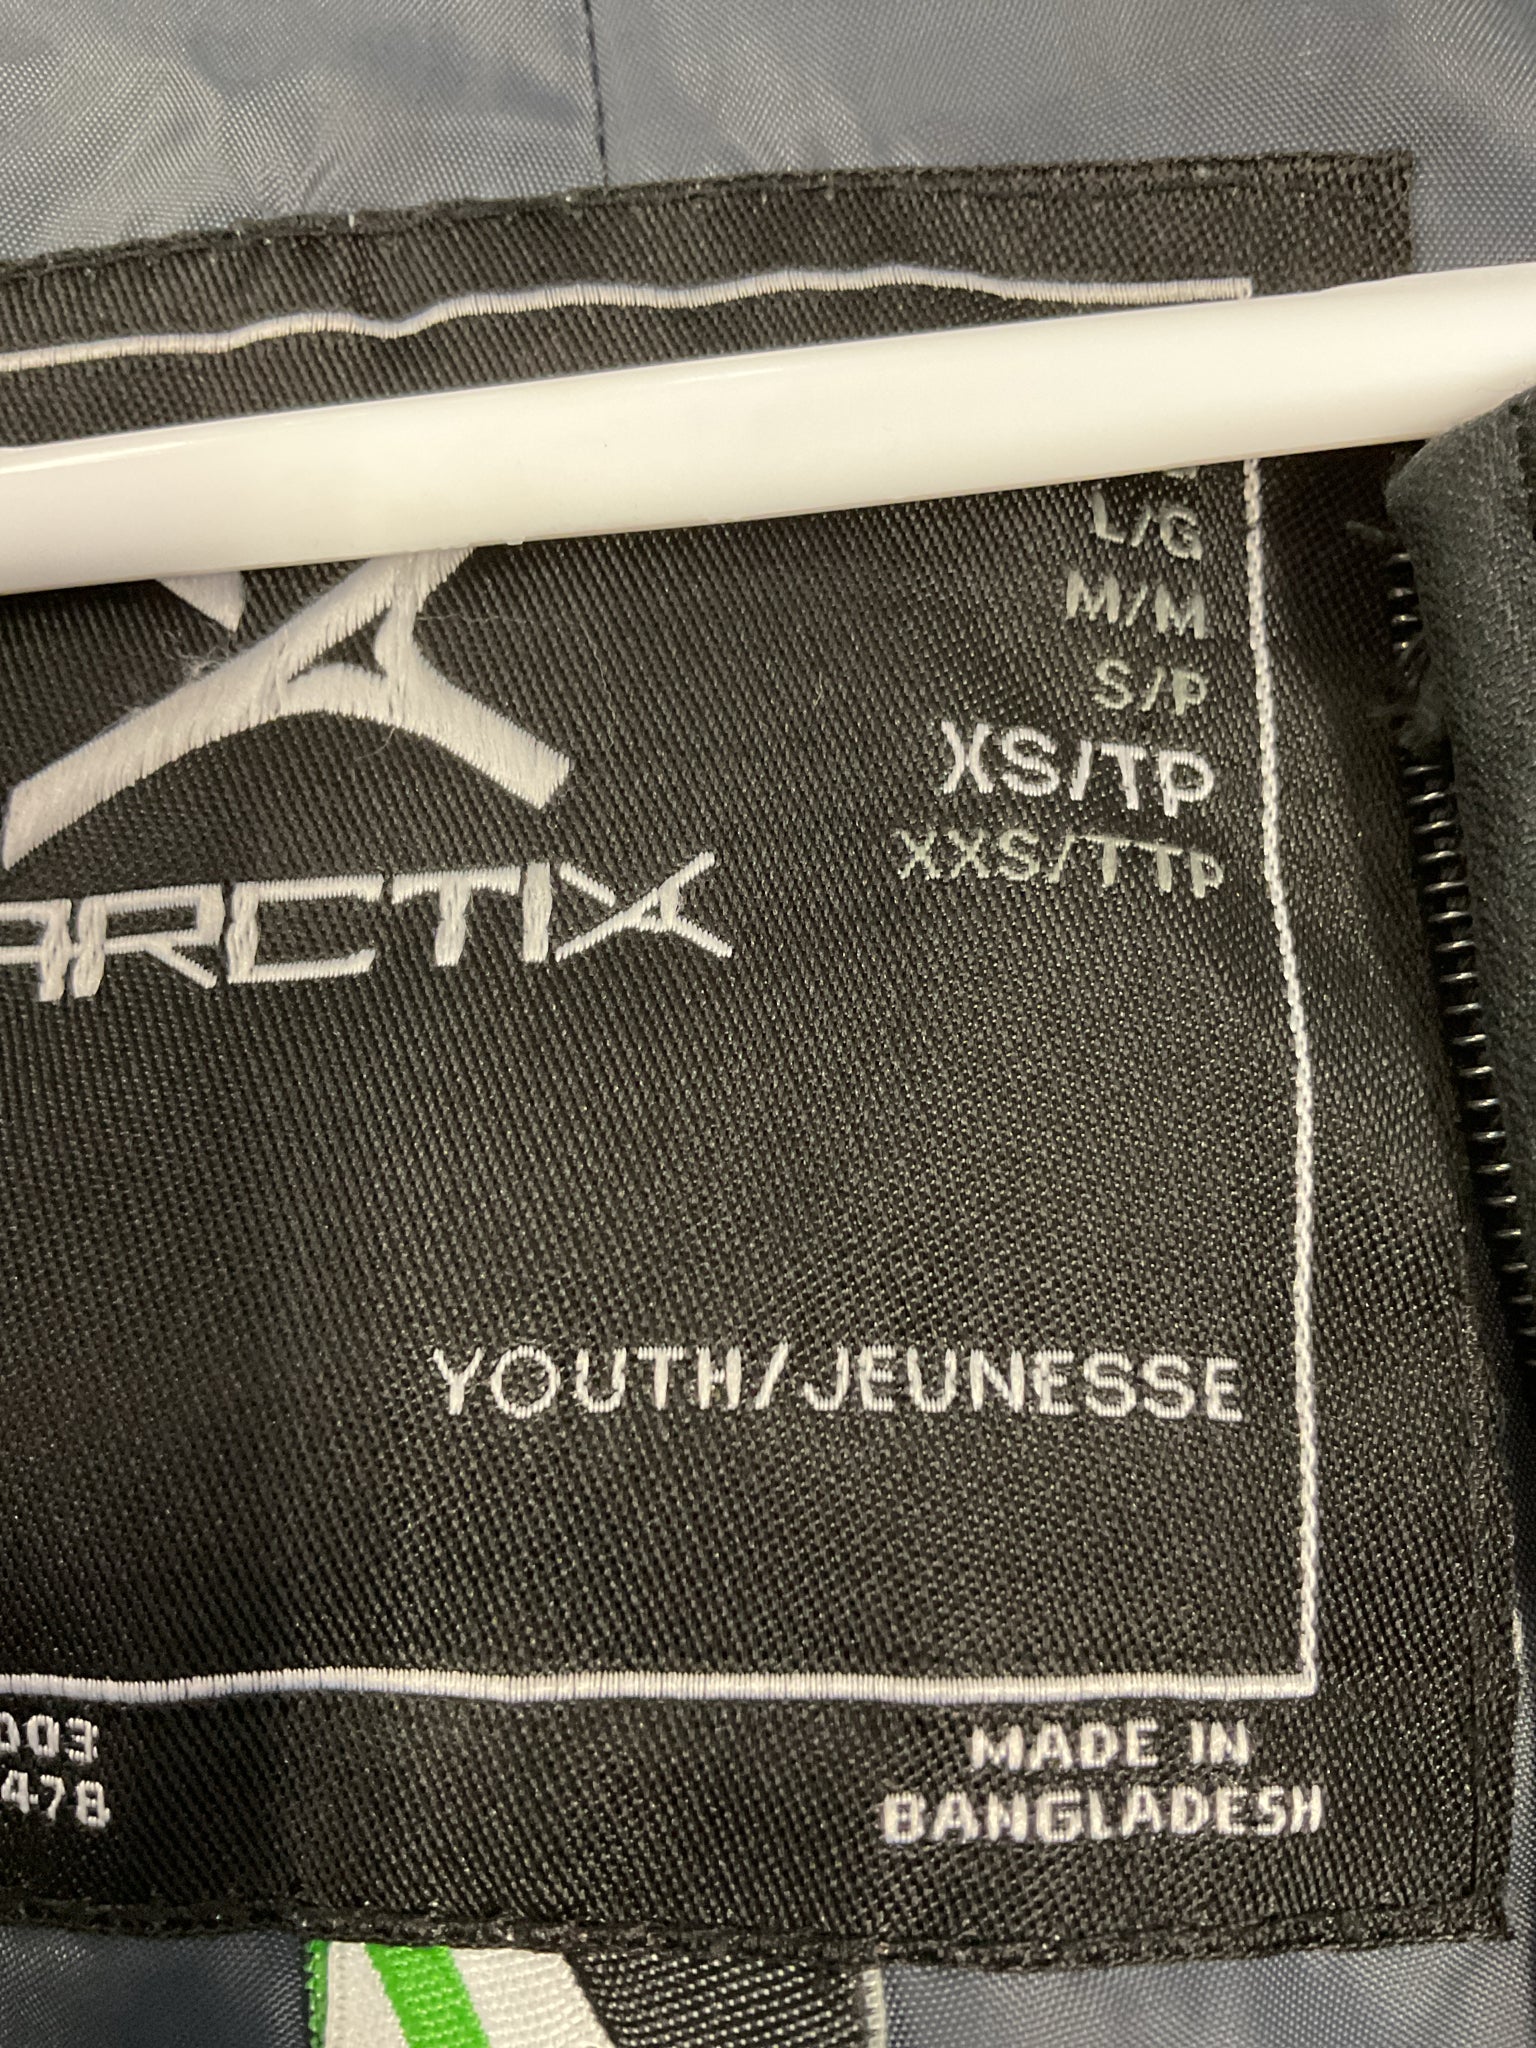 L/G
M/M
S/P
XS/TP
XXS/TTP
ARCTIX
YOUTH/JEUNESSE
003
478
MADE IN
BANGLADESH